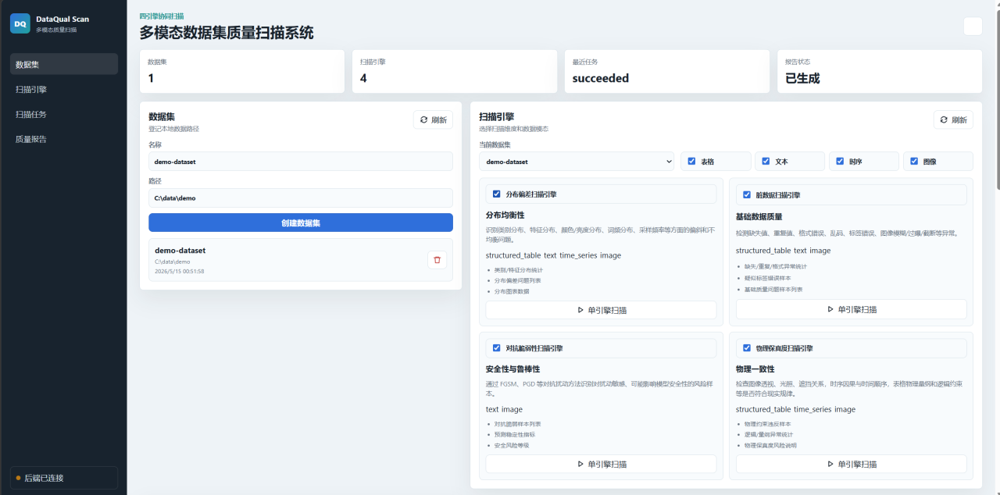 DQ
DataQual Scan
多模态数据质量扫描
数据集
扫描引擎
扫描任务
质量报告
后端已连接
四引擎协同扫描
多模态数据集质量扫描系统
数据集
1
扫描引擎
4
最近任务
succeeded
报告状态
已生成
数据集
登记本地数据路径
刷新
名称
demo-dataset
路径
C:\data\demo
创建数据集
demo-dataset
C:\data\demo
2026/5/15 00:51:58
扫描引擎
选择扫描维度和数据模态
刷新
当前数据集
demo-dataset
表格
文本
时序
图像
分布偏差扫描引擎
分布均衡性
识别类别分布、特征分布、颜色/亮度分布、词频分布、采样频率等方面的偏斜和不
均衡问题。
structured_table text time_series image
类别/特征分布统计
分布偏差问题列表
分布图表数据
单引擎扫描
脏数据扫描引擎
基础数据质量
检测缺失值、重复值、格式错误、乱码、标签错误、图像模糊/过曝/截断等异常。
structured_table text image
缺失/重复/格式异常统计
疑似标签错误样本
基础质量问题样本列表
单引擎扫描
对抗脆弱性扫描引擎
安全性与鲁棒性
通过 FGSM、PGD 等对抗扰动方法识别对扰动敏感、可能影响模型安全性的风险样
本。
text image
对抗脆弱样本列表
预测稳定性指标
安全风险等级
单引擎扫描
物理保真度扫描引擎
物理一致性
检查图像透视、光照、遮挡关系，时序因果与时间顺序，表格物理量纲和逻辑约束
等是否符合现实规律。
structured_table time_series image
物理约束违反样本
逻辑/量纲异常统计
物理保真度风险说明
单引擎扫描